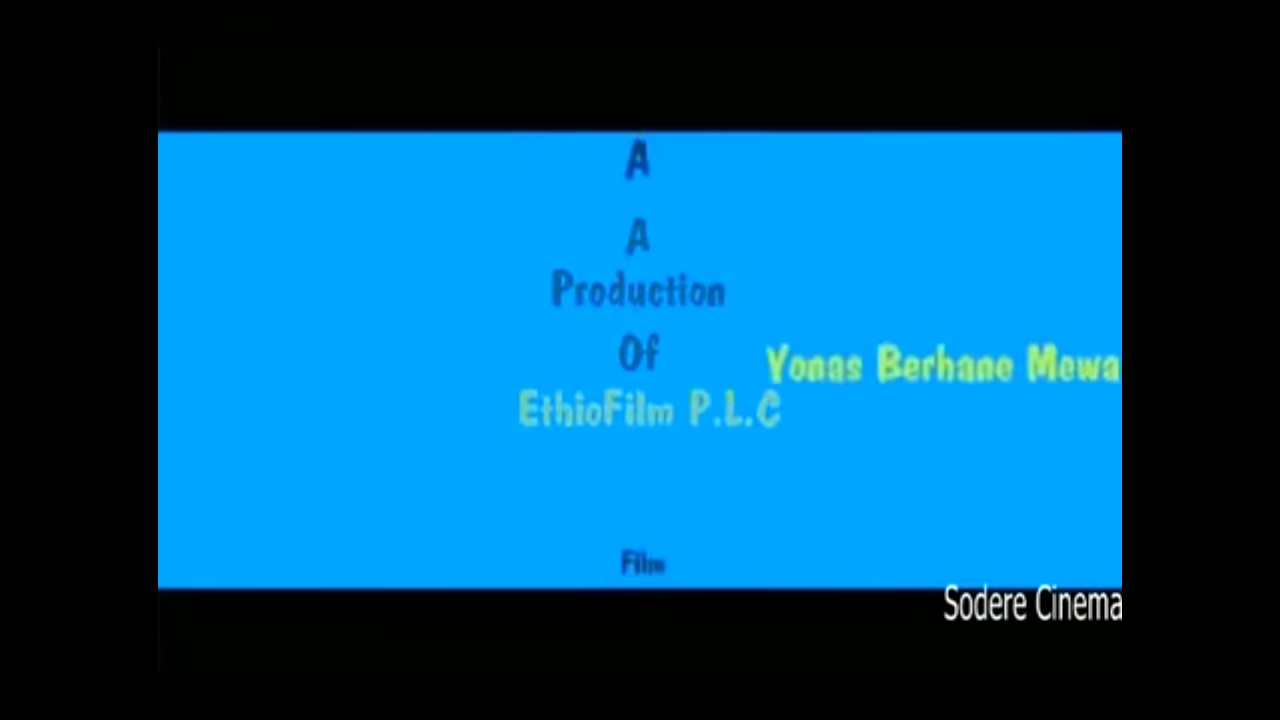 A
A
Production
Of
Yonas Berhane Mewa
EthioFilm P.L.C
Film
Sodere Cinema